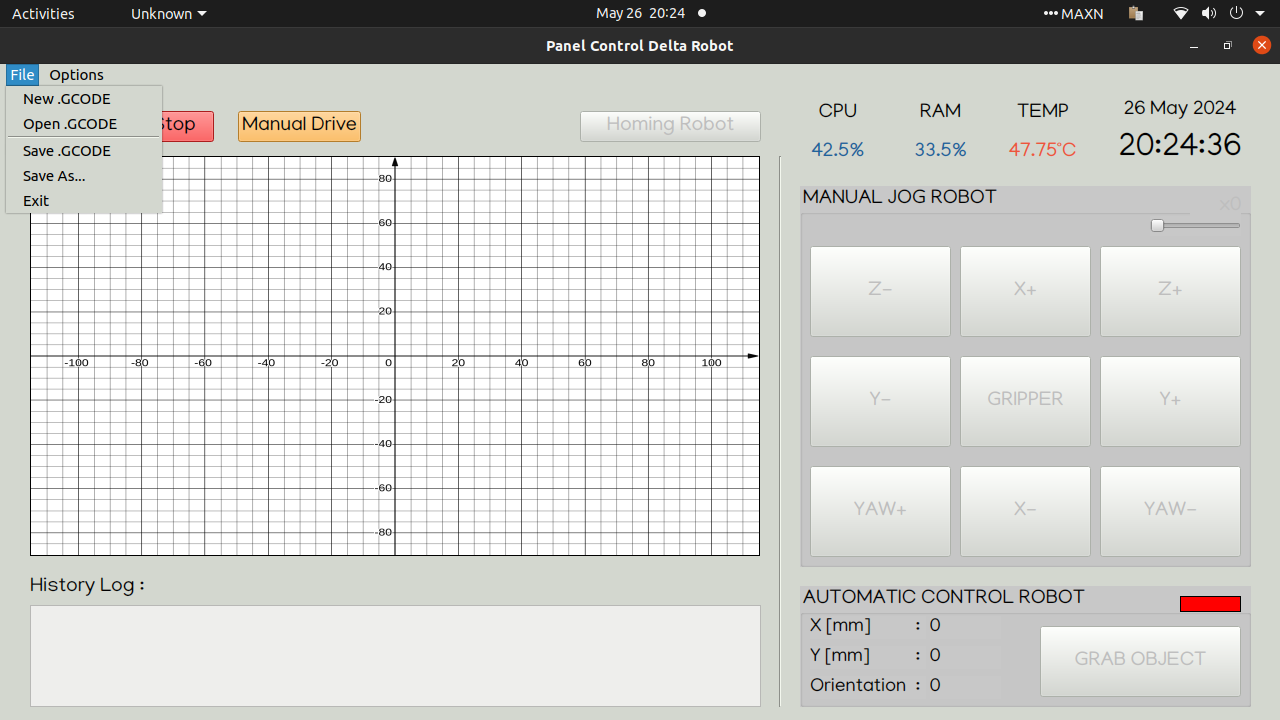 Activities Unknown May 26 20:24 MAXN
Panel Control Delta Robot
File Options
New .GCODE
Open .GCODE
Save .GCODE
Save As...
Exit
Stop Manual Drive Homing Robot
CPU RAM TEMP 26 May 2024
42.5% 33.5% 47.75°C 20:24:36
80
60
40
20
-100 -80 -60 -40 -20 0 20 40 60 80 100
-20
-40
-60
-80
MANUAL JOG ROBOT x0
Z- X+ Z+
Y- GRIPPER Y+
YAW+ X- YAW-
History Log :
AUTOMATIC CONTROL ROBOT
X [mm] : 0
Y [mm] : 0
Orientation : 0
GRAB OBJECT